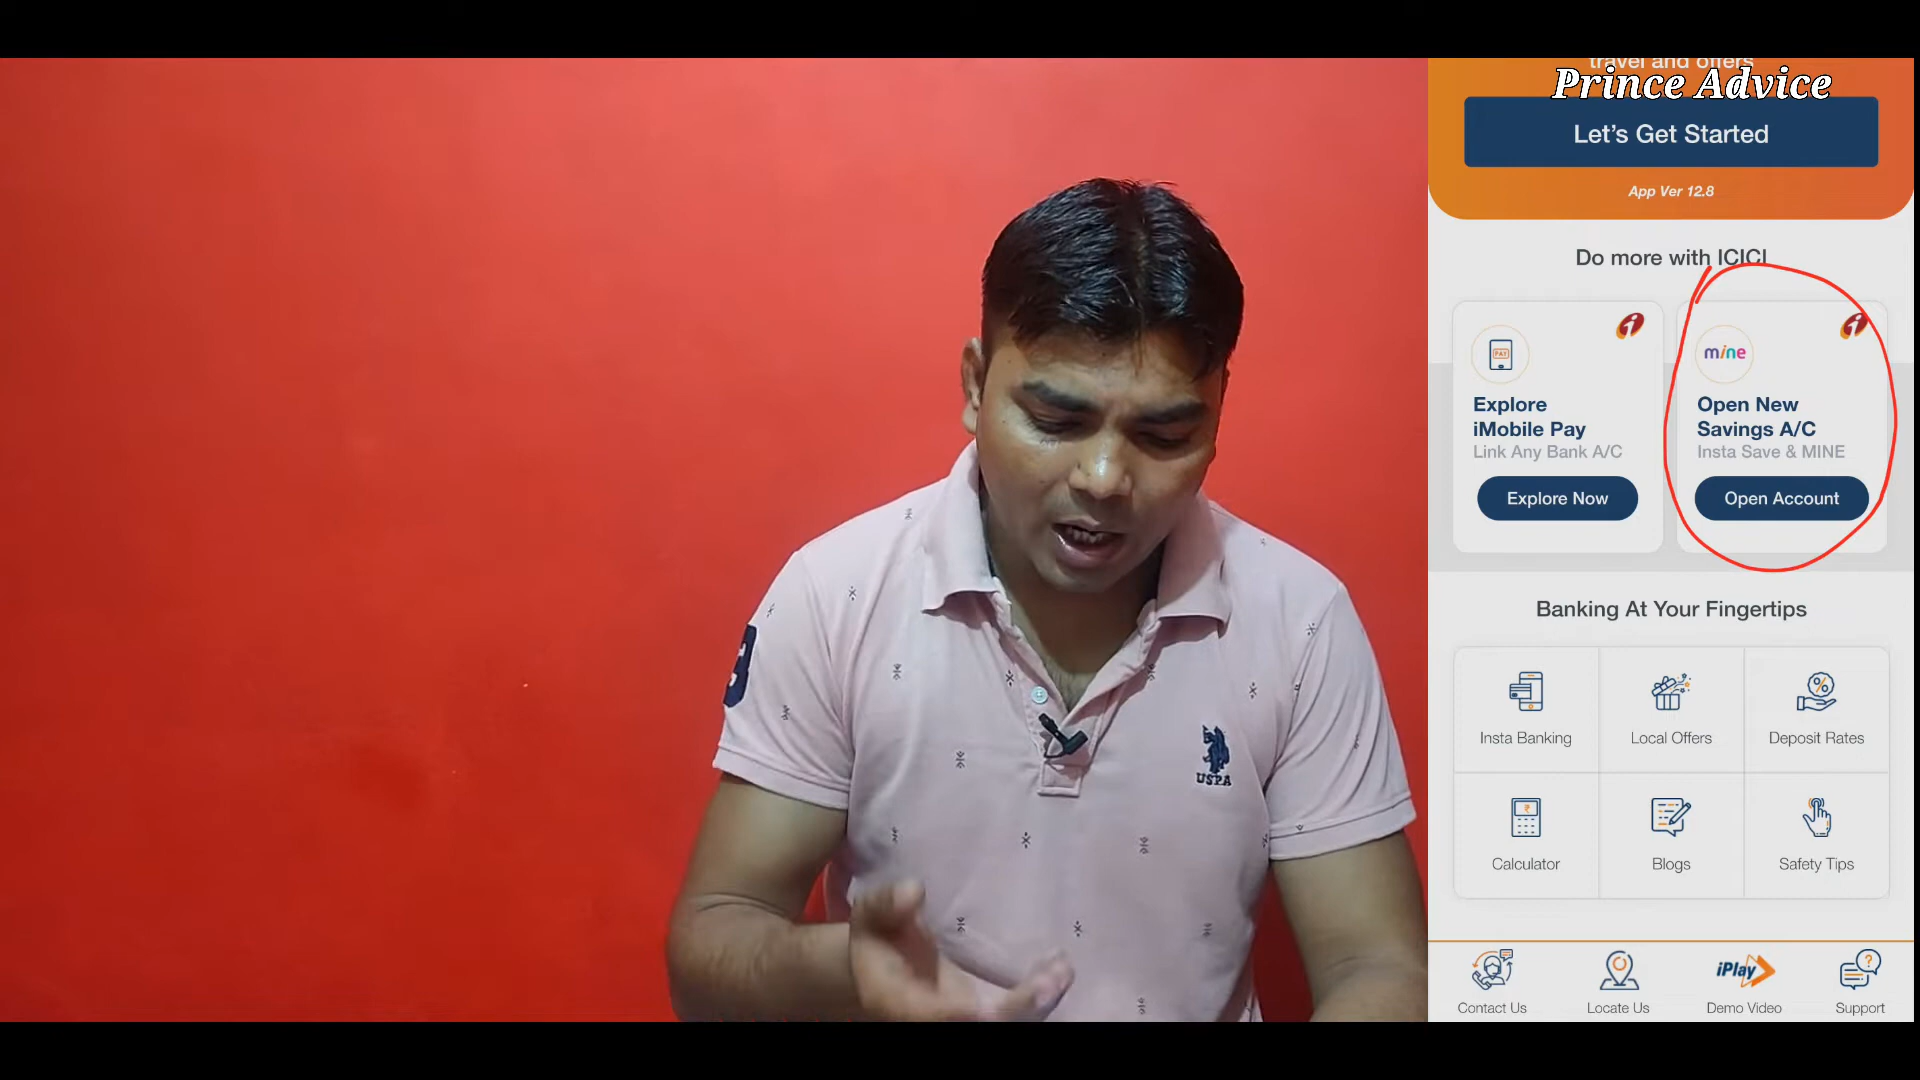 travel and offers
Prince Advice
Let's Get Started
App Ver 12.8
Do more with ICICI
PAY
mine
Explore
iMobile Pay
Link Any Bank A/C
Explore Now
Open New
Savings A/C
Insta Save & MINE
Open Account
Banking At Your Fingertips
Insta Banking
Local Offers
Deposit Rates
Calculator
Blogs
Safety Tips
iPlay
Contact Us
Locate Us
Demo Video
Support
USPA